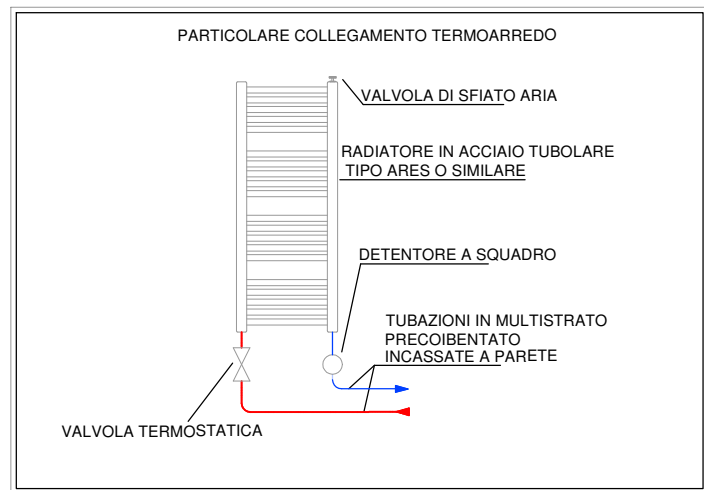 PARTICOLARE COLLEGAMENTO TERMOARREDO
VALVOLA DI SFIATO ARIA
RADIATORE IN ACCIAIO TUBOLARE
TIPO ARES O SIMILARE
DETENTORE A SQUADRO
TUBAZIONI IN MULTISTRATO
PRECOIBENTATO
INCASSATE A PARETE
VALVOLA TERMOSTATICA